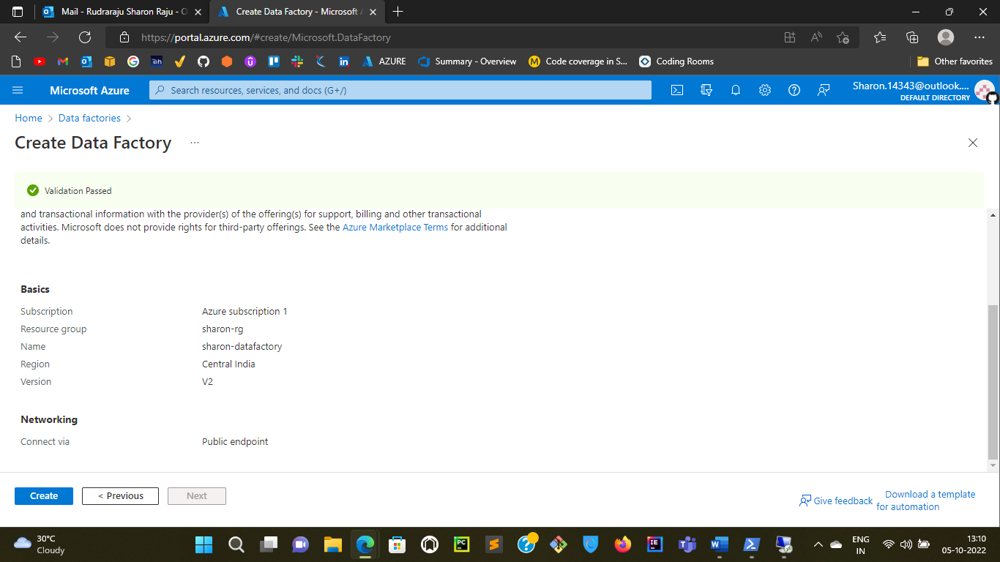 Mail - Rudraraju Sharon Raju - O
Create Data Factory - Microsoft A
https://portal.azure.com/#create/Microsoft.DataFactory
AZURE
Summary - Overview
Code coverage in S...
Coding Rooms
Other favorites
Microsoft Azure
Search resources, services, and docs (G+/)
Sharon.14343@outlook....
DEFAULT DIRECTORY
Home > Data factories >
Create Data Factory ...
Validation Passed
and transactional information with the provider(s) of the offering(s) for support, billing and other transactional
activities. Microsoft does not provide rights for third-party offerings. See the Azure Marketplace Terms for additional
details.
Basics
Subscription Azure subscription 1
Resource group sharon-rg
Name sharon-datafactory
Region Central India
Version V2
Networking
Connect via Public endpoint
Create
< Previous
Next
Give feedback
Download a template
for automation
30°C
Cloudy
ENG
IN
13:10
05-10-2022